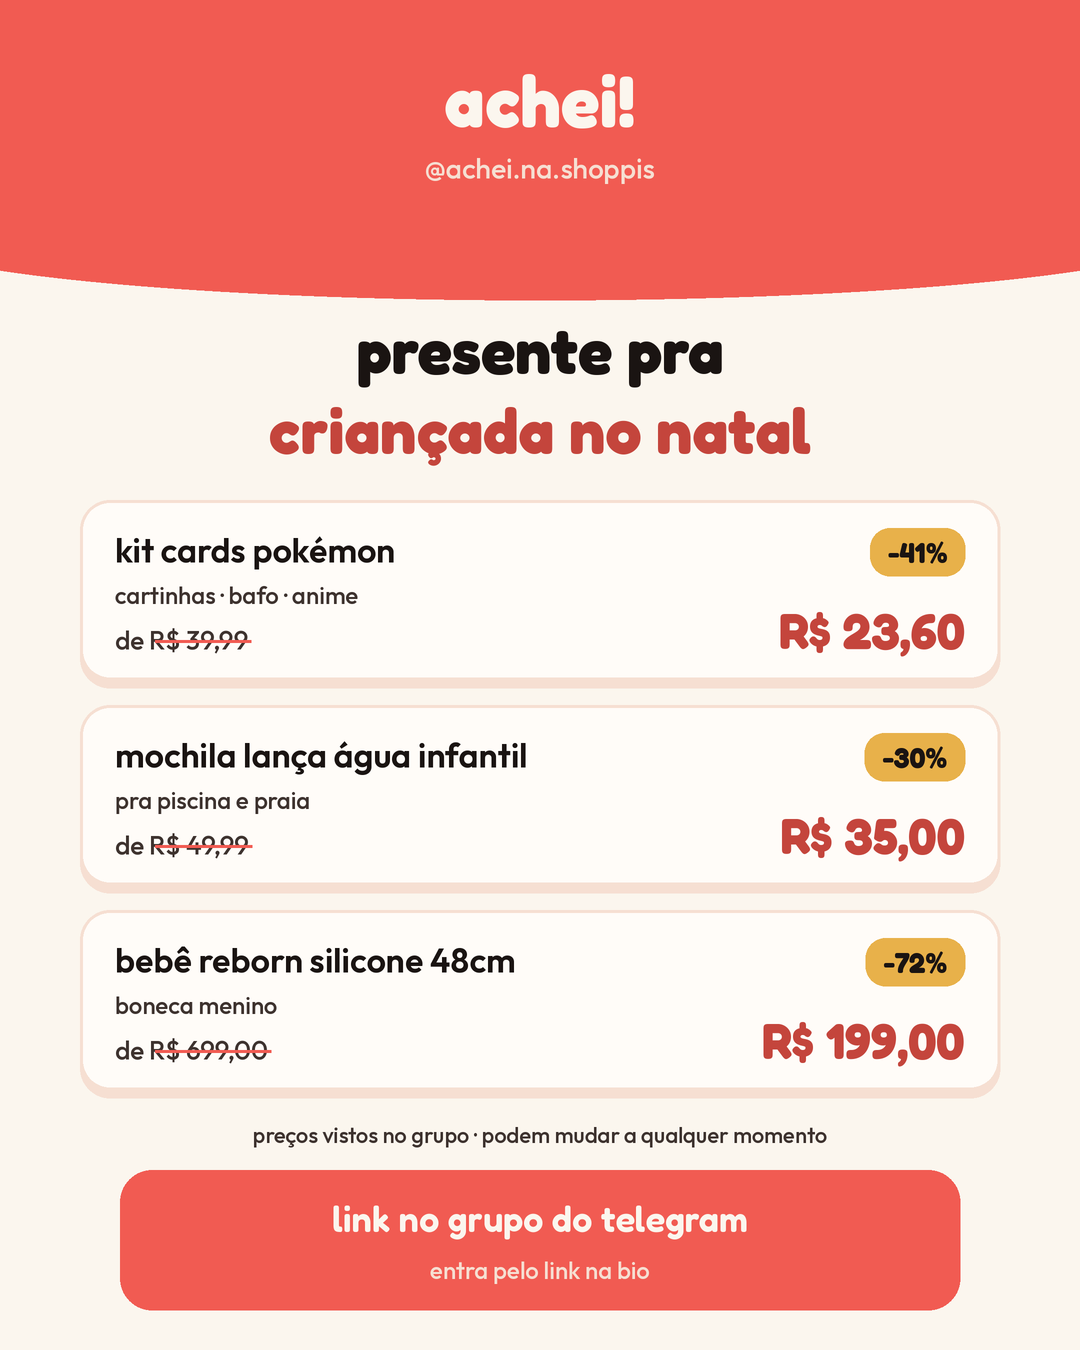 achei!
@achei.na.shoppis
presente pra
criançada no natal
kit cards pokémon
-41%
cartinhas · bafo · anime
de R$ 39,99
R$ 23,60
mochila lança água infantil
-30%
pra piscina e praia
de R$ 49,99
R$ 35,00
bebê reborn silicone 48cm
-72%
boneca menino
de R$ 699,00
R$ 199,00
preços vistos no grupo · podem mudar a qualquer momento
link no grupo do telegram
entra pelo link na bio